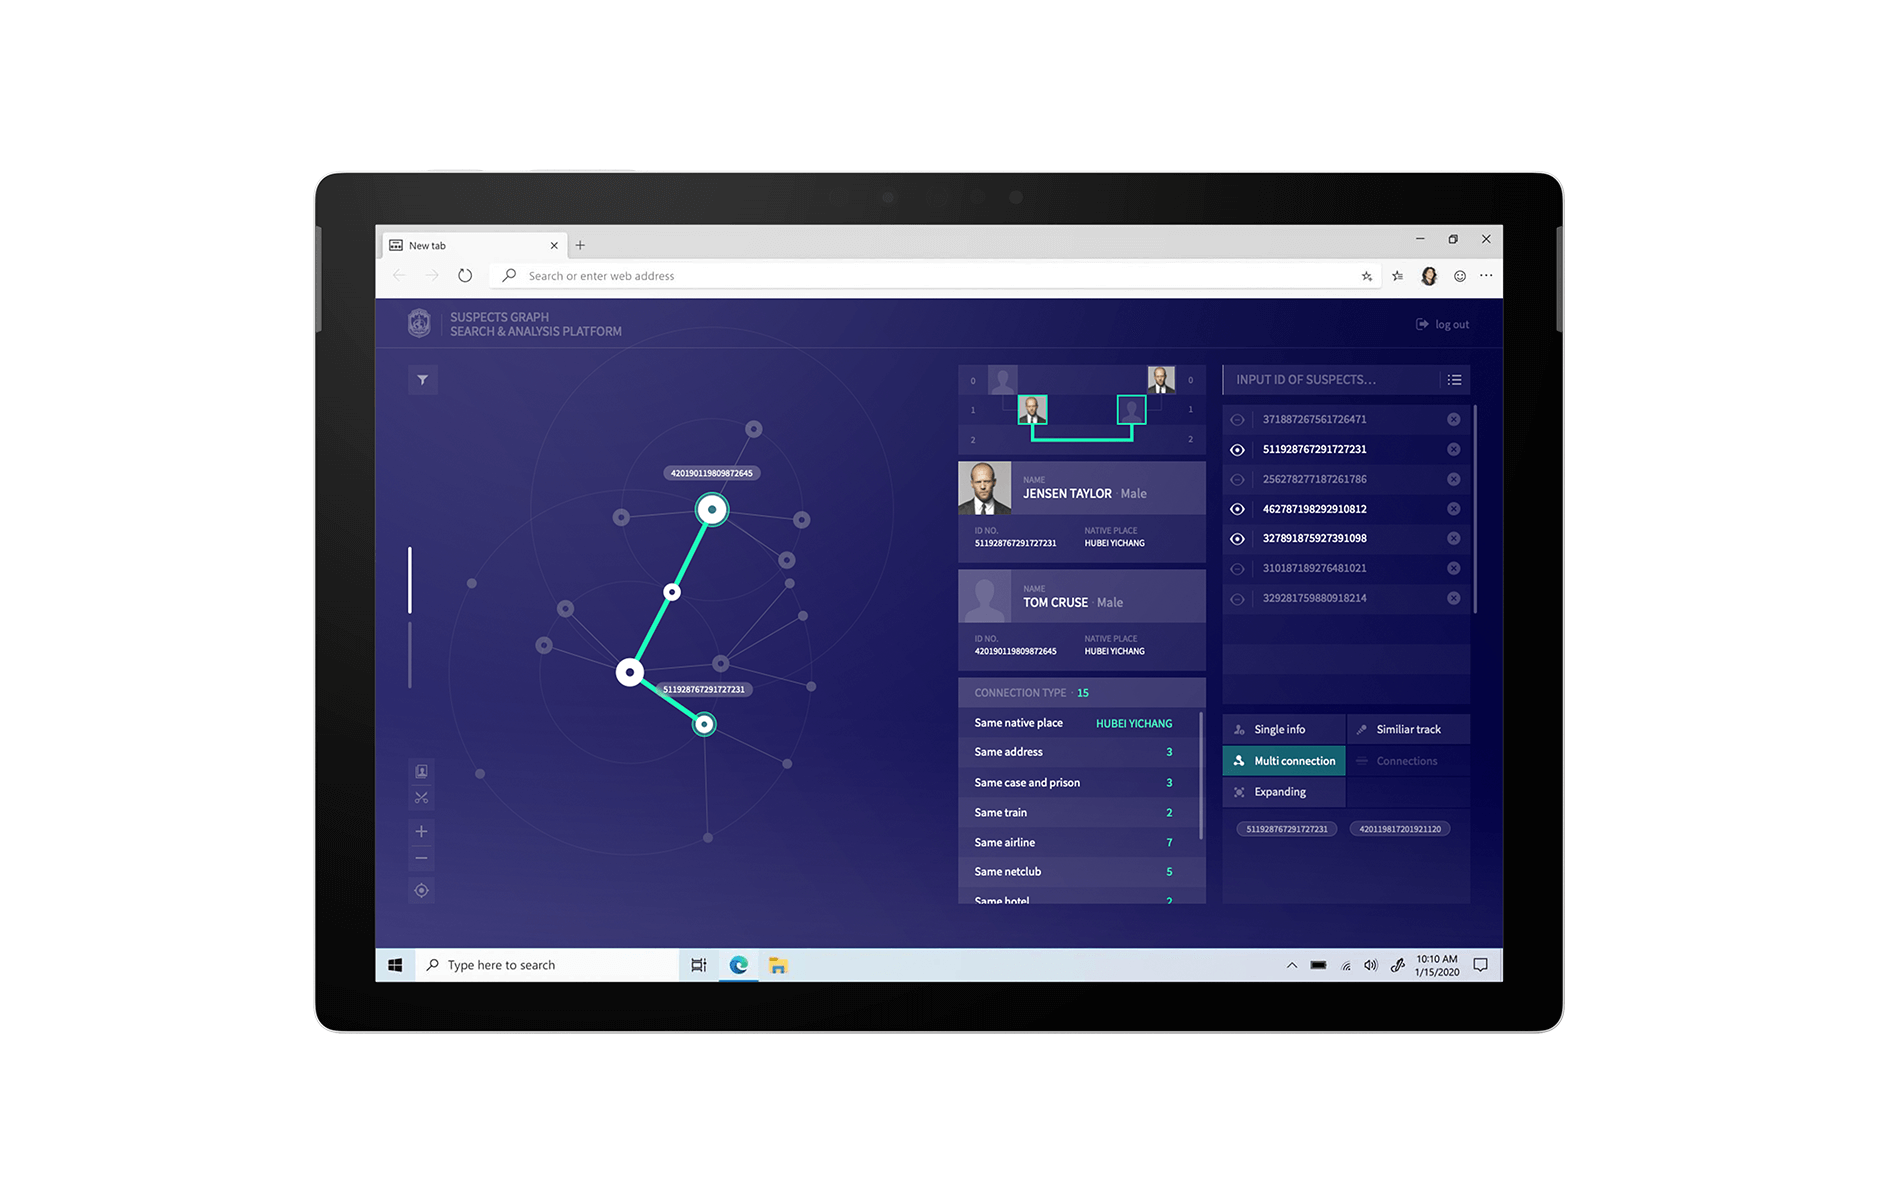 New tab
Search or enter web address
SUSPECTS GRAPH
SEARCH & ANALYSIS PLATFORM
log out
420190119809872645
511928767291727231
0
0
1
1
2
2
NAME
JENSEN TAYLOR · Male
ID NO.
NATIVE PLACE
511928767291727231
HUBEI YICHANG
NAME
TOM CRUSE · Male
ID NO.
NATIVE PLACE
420190119809872645
HUBEI YICHANG
CONNECTION TYPE · 15
Same native place HUBEI YICHANG
Same address 3
Same case and prison 3
Same train 2
Same airline 7
Same netclub 5
Same hotel 2
INPUT ID OF SUSPECTS...
371887267561726471
511928767291727231
256278277187261786
462787198292910812
327891875927391098
310187189276481021
329281759880918214
Single info
Similiar track
Multi connection
Connections
Expanding
511928767291727231
420119817201921120
Type here to search
10:10 AM
1/15/2020